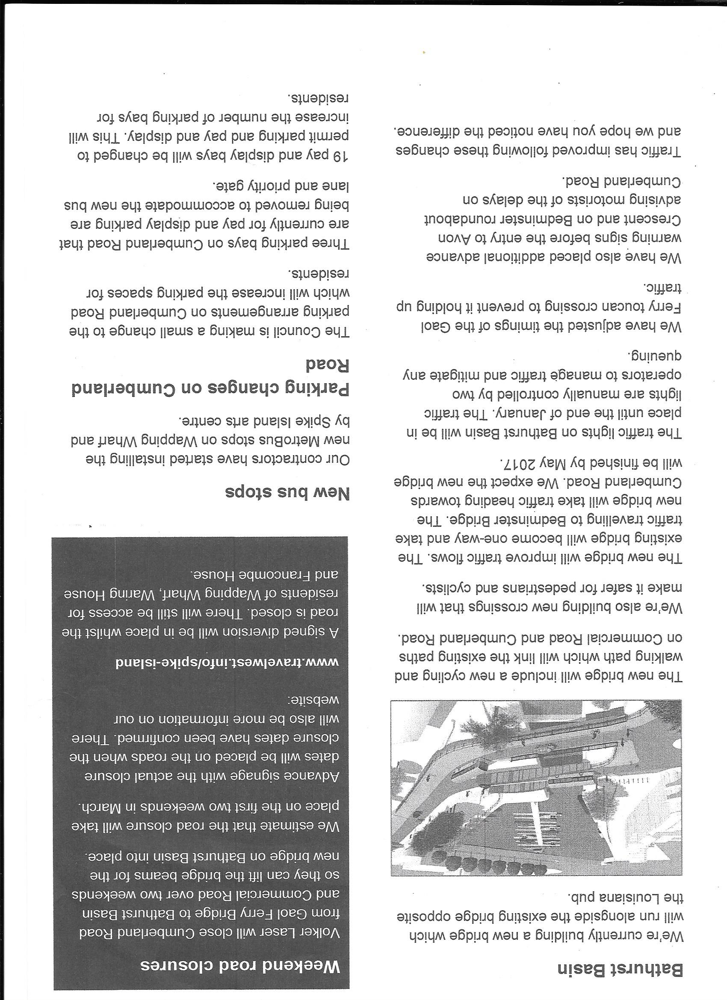 Bathurst Basin
We're currently building a new bridge which
will run alongside the existing bridge opposite
the Louisiana pub.
The new bridge will include a new cycling and
walking path which will link the existing paths
on Commercial Road and Cumberland Road.
We're also building new crossings that will
make it safer for pedestrians and cyclists.
The new bridge will improve traffic flows. The
existing bridge will become one-way and take
traffic travelling to Bedminster Bridge. The
new bridge will take traffic heading towards
Cumberland Road. We expect the new bridge
will be finished by May 2017.
The traffic lights on Bathurst Basin will be in
place until the end of January. The traffic
lights are manually controlled by two
operators to manage traffic and mitigate any
queuing.
We have adjusted the timings of the Gaol
Ferry toucan crossing to prevent it holding up
traffic.
We have also placed additional advance
warning signs before the entry to Avon
Crescent and on Bedminster roundabout
advising motorists of the delays on
Cumberland Road.
Traffic has improved following these changes
and we hope you have noticed the difference.
Weekend road closures
Volker Laser will close Cumberland Road
from Gaol Ferry Bridge to Bathurst Basin
and Commercial Road over two weekends
so they can lift the bridge beams for the
new bridge on Bathurst Basin into place.
We estimate that the road closure will take
place on the first two weekends in March.
Advance signage with the actual closure
dates will be placed on the roads when the
closure dates have been confirmed. There
will also be more information on our
website:
www.travelwest.info/spike-island
A signed diversion will be in place whilst the
road is closed. There will still be access for
residents of Wapping Wharf, Waring House
and Francombe House.
New bus stops
Our contractors have started installing the
new MetroBus stops on Wapping Wharf and
by Spike Island arts centre.
Parking changes on Cumberland
Road
The Council is making a small change to the
parking arrangements on Cumberland Road
which will increase the parking spaces for
residents.
Three parking bays on Cumberland Road that
are currently for pay and display parking are
being removed to accommodate the new bus
lane and priority gate.
19 pay and display bays will be changed to
permit parking and pay and display. This will
increase the number of parking bays for
residents.